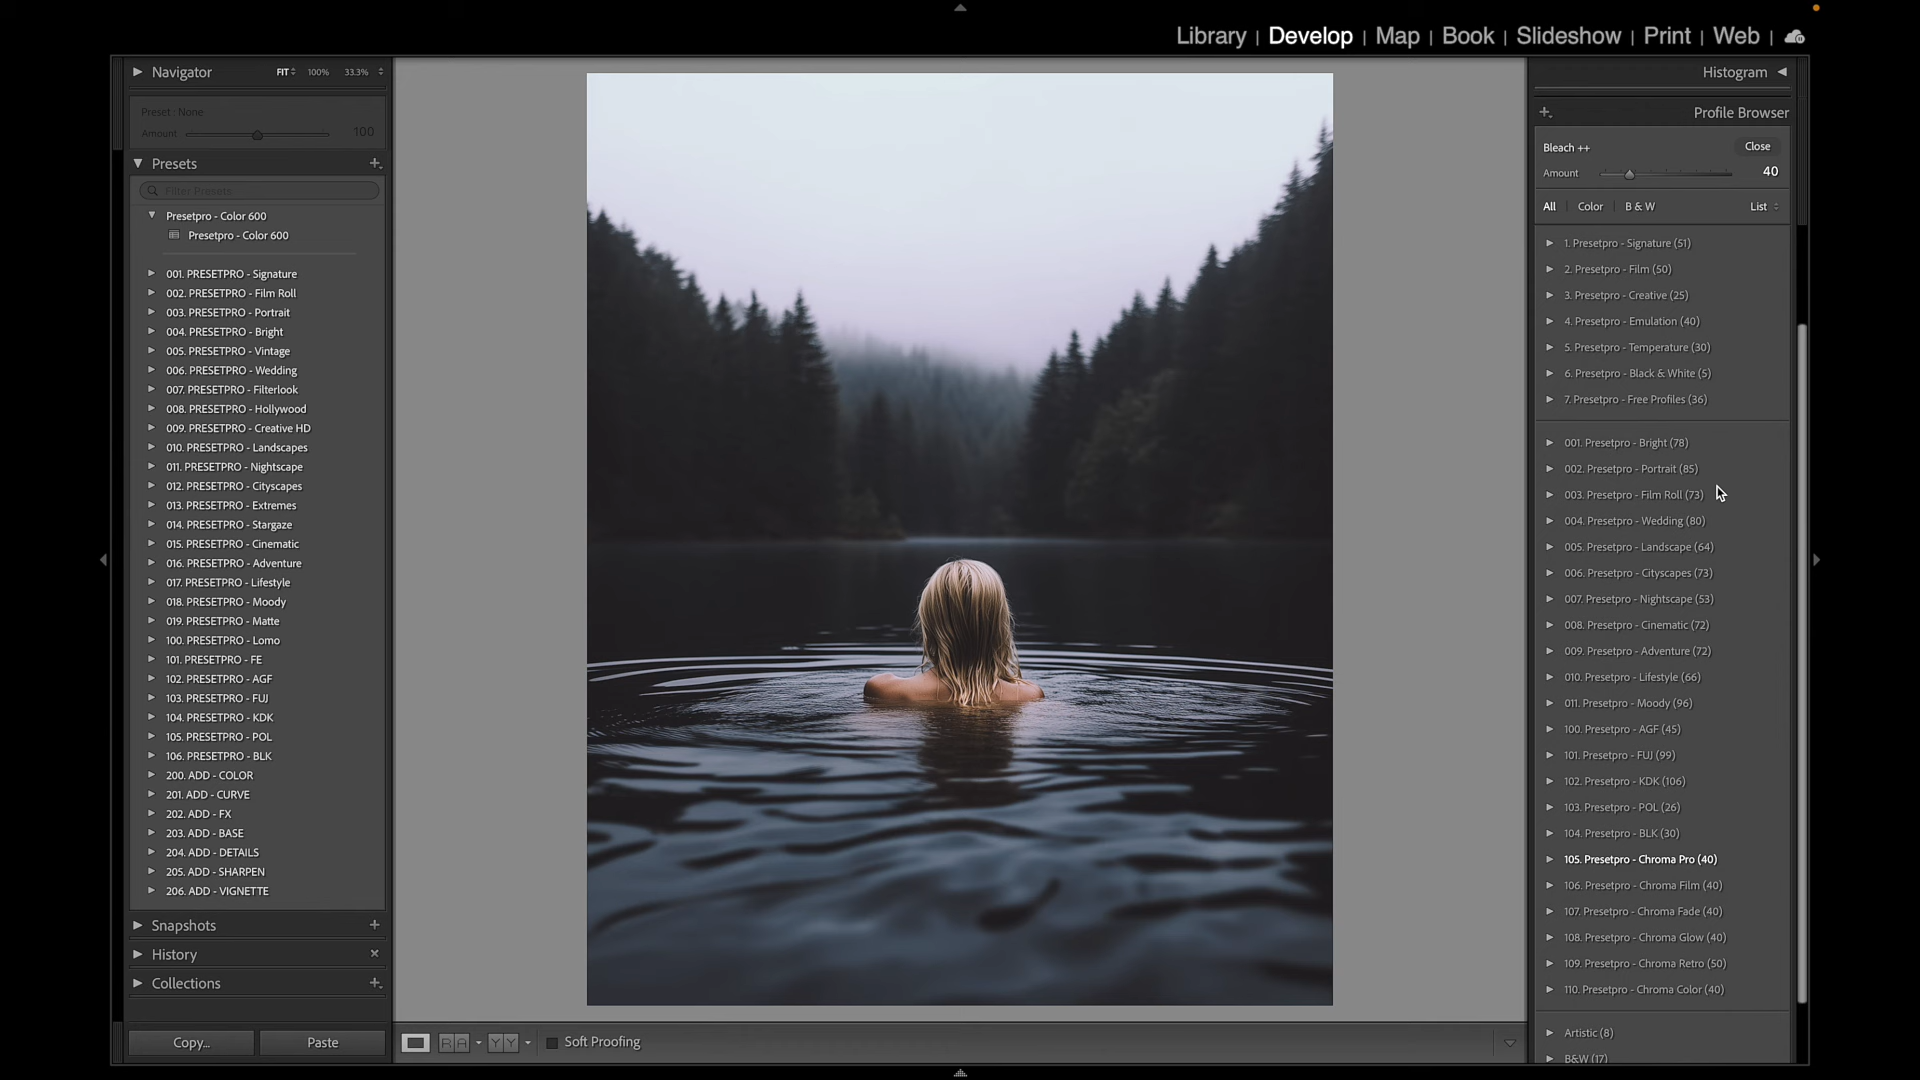 Library | Develop | Map | Book | Slideshow | Print | Web |
Navigator FIT 100% 33.3%
Preset : None
Amount 100
Presets
Filter Presets
Presetpro - Color 600
Presetpro - Color 600
001. PRESETPRO - Signature
002. PRESETPRO - Film Roll
003. PRESETPRO - Portrait
004. PRESETPRO - Bright
005. PRESETPRO - Vintage
006. PRESETPRO - Wedding
007. PRESETPRO - Filterlook
008. PRESETPRO - Hollywood
009. PRESETPRO - Creative HD
010. PRESETPRO - Landscapes
011. PRESETPRO - Nightscape
012. PRESETPRO - Cityscapes
013. PRESETPRO - Extremes
014. PRESETPRO - Stargaze
015. PRESETPRO - Cinematic
016. PRESETPRO - Adventure
017. PRESETPRO - Lifestyle
018. PRESETPRO - Moody
019. PRESETPRO - Matte
100. PRESETPRO - Lomo
101. PRESETPRO - FE
102. PRESETPRO - AGF
103. PRESETPRO - FUJ
104. PRESETPRO - KDK
105. PRESETPRO - POL
106. PRESETPRO - BLK
200. ADD - COLOR
201. ADD - CURVE
202. ADD - FX
203. ADD - BASE
204. ADD - DETAILS
205. ADD - SHARPEN
206. ADD - VIGNETTE
Snapshots
History
Collections
Copy... Paste
R A Y Y Soft Proofing
Histogram
Profile Browser
Bleach ++ Close
Amount 40
All | Color | B & W List
1. Presetpro - Signature (51)
2. Presetpro - Film (50)
3. Presetpro - Creative (25)
4. Presetpro - Emulation (40)
5. Presetpro - Temperature (30)
6. Presetpro - Black & White (5)
7. Presetpro - Free Profiles (36)
001. Presetpro - Bright (78)
002. Presetpro - Portrait (85)
003. Presetpro - Film Roll (73)
004. Presetpro - Wedding (80)
005. Presetpro - Landscape (64)
006. Presetpro - Cityscapes (73)
007. Presetpro - Nightscape (53)
008. Presetpro - Cinematic (72)
009. Presetpro - Adventure (72)
010. Presetpro - Lifestyle (66)
011. Presetpro - Moody (96)
100. Presetpro - AGF (45)
101. Presetpro - FUJ (99)
102. Presetpro - KDK (106)
103. Presetpro - POL (26)
104. Presetpro - BLK (30)
105. Presetpro - Chroma Pro (40)
106. Presetpro - Chroma Film (40)
107. Presetpro - Chroma Fade (40)
108. Presetpro - Chroma Glow (40)
109. Presetpro - Chroma Retro (50)
110. Presetpro - Chroma Color (40)
Artistic (8)
B&W (17)